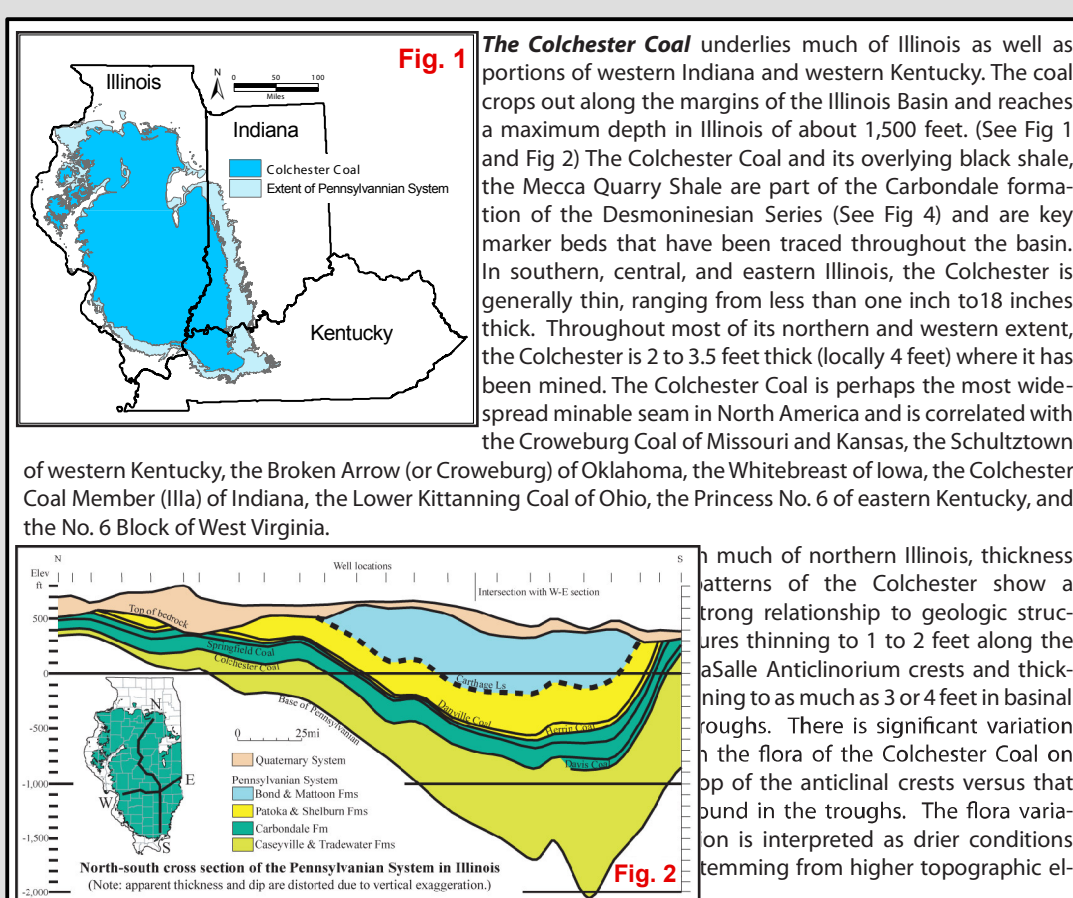 Fig. 1
Illinois
N
0 50 100
Miles
Indiana
Colchester Coal
Extent of Pennsylvannian System
Kentucky
The Colchester Coal underlies much of Illinois as well as
portions of western Indiana and western Kentucky. The coal
crops out along the margins of the Illinois Basin and reaches
a maximum depth in Illinois of about 1,500 feet. (See Fig 1
and Fig 2) The Colchester Coal and its overlying black shale,
the Mecca Quarry Shale are part of the Carbondale forma-
tion of the Desmoninesian Series (See Fig 4) and are key
marker beds that have been traced throughout the basin.
In southern, central, and eastern Illinois, the Colchester is
generally thin, ranging from less than one inch to18 inches
thick. Throughout most of its northern and western extent,
the Colchester is 2 to 3.5 feet thick (locally 4 feet) where it has
been mined. The Colchester Coal is perhaps the most wide-
spread minable seam in North America and is correlated with
the Croweburg Coal of Missouri and Kansas, the Schultztown
of western Kentucky, the Broken Arrow (or Croweburg) of Oklahoma, the Whitebreast of Iowa, the Colchester
Coal Member (IIIa) of Indiana, the Lower Kittanning Coal of Ohio, the Princess No. 6 of eastern Kentucky, and
the No. 6 Block of West Virginia.
N
S
Well locations
Elev
ft
Intersection with W-E section
Top of bedrock
500
Springfield Coal
Colchester Coal
0
Carthage Ls
Base of Pennsylvanian
Danville Coal
Herrin Coal
-500
Davis Coal
0 25mi
N
E
W
S
Quaternary System
Pennsylvanian System
Bond & Mattoon Fms
-1,000
Patoka & Shelburn Fms
Carbondale Fm
Caseyville & Tradewater Fms
-1,500
North-south cross section of the Pennsylvanian System in Illinois
(Note: apparent thickness and dip are distorted due to vertical exaggeration.)
-2,000
Fig. 2
n much of northern Illinois, thickness
atterns of the Colchester show a
trong relationship to geologic struc-
ures thinning to 1 to 2 feet along the
aSalle Anticlinorium crests and thick-
ning to as much as 3 or 4 feet in basinal
roughs. There is significant variation
n the flora of the Colchester Coal on
op of the anticlinal crests versus that
ound in the troughs. The flora varia-
on is interpreted as drier conditions
temming from higher topographic el-